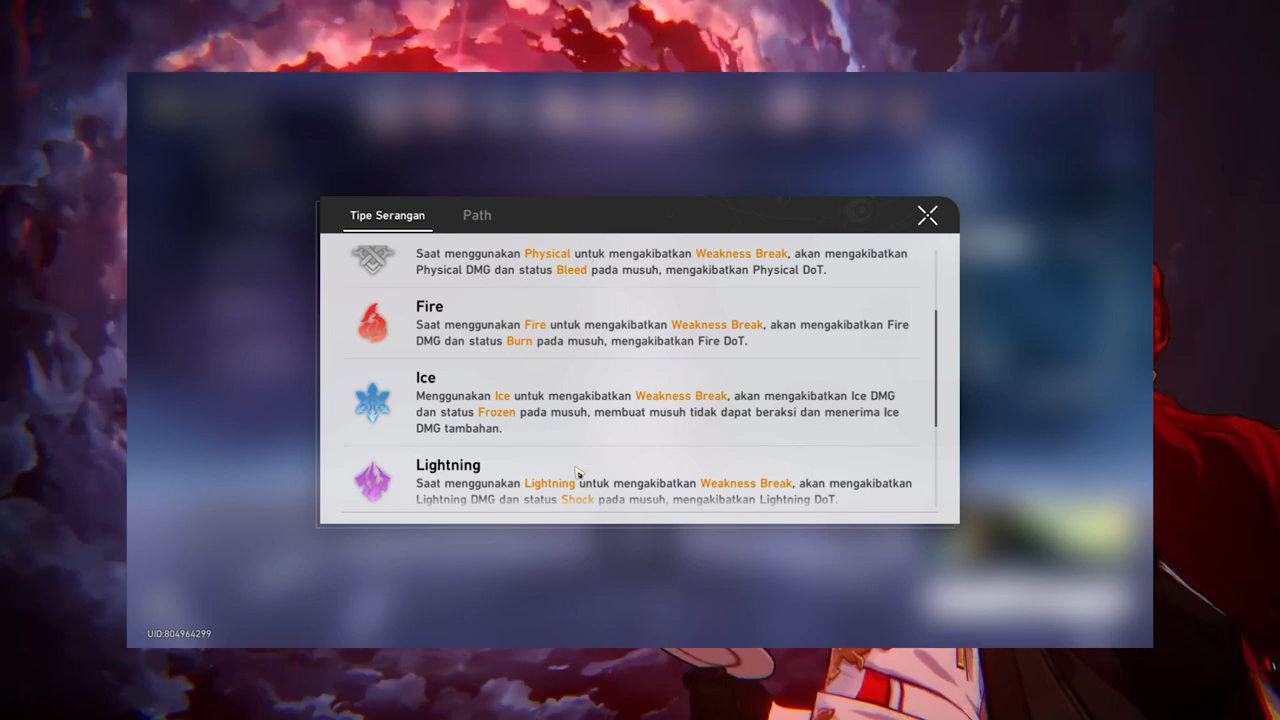 Tipe Serangan
Path
Saat menggunakan Physical untuk mengakibatkan Weakness Break, akan mengakibatkan
Physical DMG dan status Bleed pada musuh, mengakibatkan Physical DoT.
Fire
Saat menggunakan Fire untuk mengakibatkan Weakness Break, akan mengakibatkan Fire
DMG dan status Burn pada musuh, mengakibatkan Fire DoT.
Ice
Menggunakan Ice untuk mengakibatkan Weakness Break, akan mengakibatkan Ice DMG
dan status Frozen pada musuh, membuat musuh tidak dapat beraksi dan menerima Ice
DMG tambahan.
Lightning
Saat menggunakan Lightning untuk mengakibatkan Weakness Break, akan mengakibatkan
Lightning DMG dan status Shock pada musuh, mengakibatkan Lightning DoT.
UID:804964299